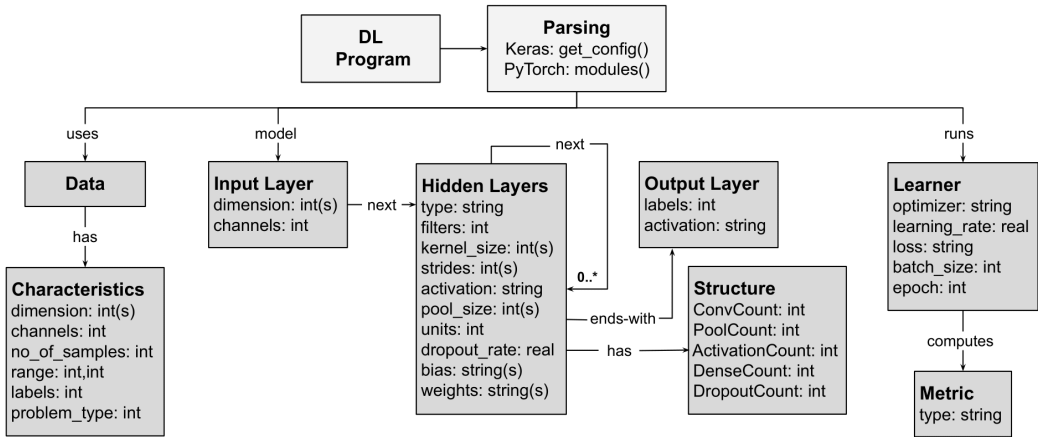 DL
Program
Parsing
Keras: get_config()
PyTorch: modules()
uses
model
runs
Data
has
Characteristics
dimension: int(s)
channels: int
no_of_samples: int
range: int,int
labels: int
problem_type: int
Input Layer
dimension: int(s)
channels: int
next
Hidden Layers
type: string
filters: int
kernel_size: int(s)
strides: int(s)
activation: string
pool_size: int(s)
units: int
dropout_rate: real
bias: string(s)
weights: string(s)
next
0..*
ends-with
has
Output Layer
labels: int
activation: string
Structure
ConvCount: int
PoolCount: int
ActivationCount: int
DenseCount: int
DropoutCount: int
Learner
optimizer: string
learning_rate: real
loss: string
batch_size: int
epoch: int
computes
Metric
type: string